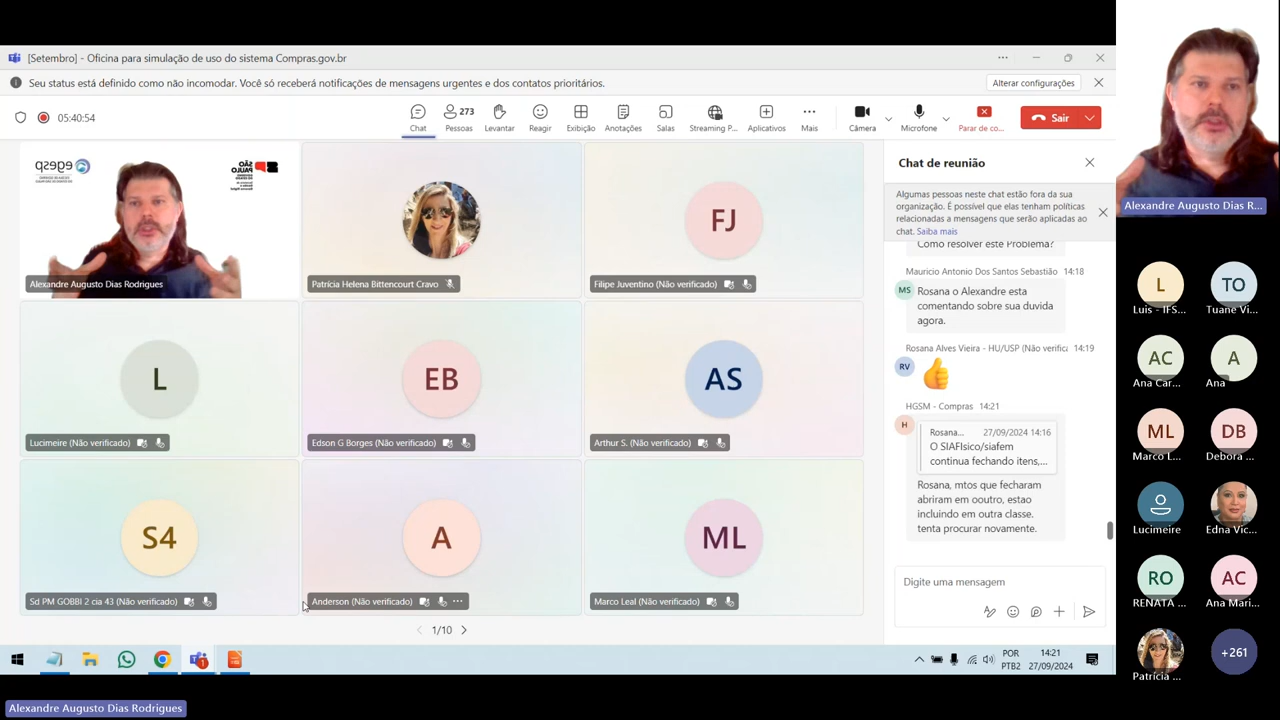 [Setembro] - Oficina para simulação de uso do sistema Compras.gov.br
Seu status está definido como não incomodar. Você só receberá notificações de mensagens urgentes e dos contatos prioritários.
Alterar configurações
05:40:54
Chat
273
Pessoas
Levantar
Reagir
Exibição
Anotações
Salas
Streaming P...
Aplicativos
Mais
Câmera
Microfone
Parar de co...
Sair
egesp
SÃO PAULO
Alexandre Augusto Dias Rodrigues
Patrícia Helena Bittencourt Cravo
FJ
Filipe Juventino (Não verificado)
L
Lucimeire (Não verificado)
EB
Edson G Borges (Não verificado)
AS
Arthur S. (Não verificado)
S4
Sd PM GOBBI 2 cia 43 (Não verificado)
A
Anderson (Não verificado)
ML
Marco Leal (Não verificado)
1/10
Chat de reunião
Algumas pessoas neste chat estão fora da sua
organização. É possível que elas tenham políticas
relacionadas a mensagens que serão aplicadas ao
chat. Saiba mais
Como resolver este Problema?
Mauricio Antonio Dos Santos Sebastião 14:18
MS
Rosana o Alexandre esta
comentando sobre sua duvida
agora.
Rosana Alves Vieira - HU/USP (Não verifica 14:19
RV
HGSM - Compras 14:21
H
Rosana... 27/09/2024 14:16
O SIAFIsico/siafem
continua fechando itens,...
Rosana, mtos que fecharam
abriram em ooutro, estao
incluindo em outra classe.
tenta procurar novamente.
Digite uma mensagem
POR
PTB2
14:21
27/09/2024
Alexandre Augusto Dias R...
L
Luis - IFS...
TO
Tuane Vi...
AC
Ana Car...
A
Ana
ML
Marco L...
DB
Debora ...
Lucimeire
Edna Vic...
RO
RENATA ...
AC
Ana Mari...
Patrícia ...
+261
Alexandre Augusto Dias Rodrigues